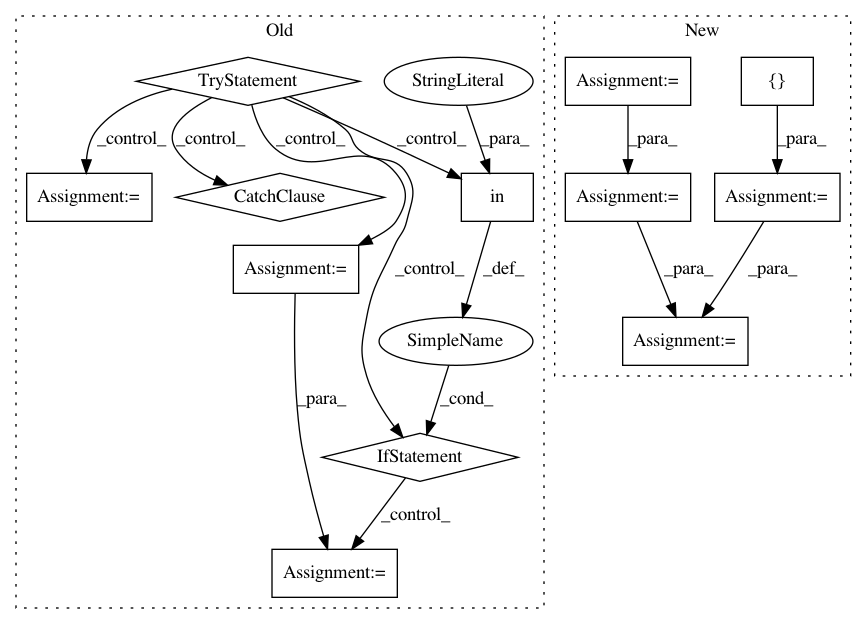 Old
New
TryStatement
StringLiteral
Assignment:=
{}
_control_
_control_
_control_
_control_
_para_
_para_
_para_
Assignment:=
CatchClause
in
Assignment:=
Assignment:=
Assignment:=
_control_
_def_
_para_
_para_
SimpleName
Assignment:=
_para_
_cond_
IfStatement
_control_
Assignment:=